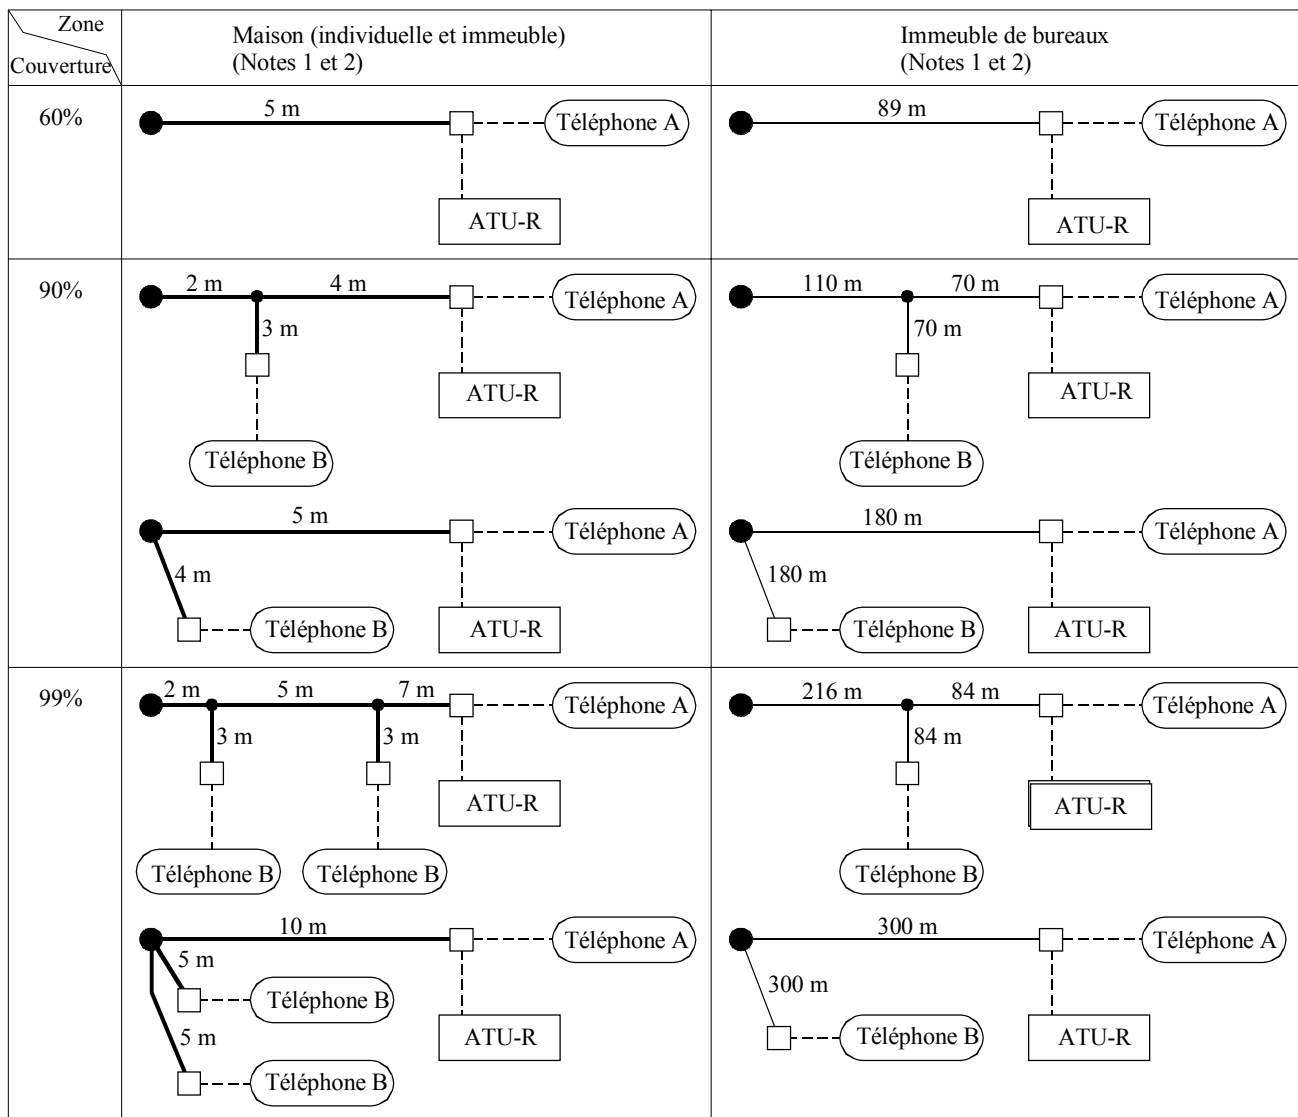 Zone
Couverture
Maison (individuelle et immeuble)
(Notes 1 et 2)
Immeuble de bureaux
(Notes 1 et 2)
60%
5 m
Téléphone A
ATU-R
89 m
Téléphone A
ATU-R
90%
2 m
4 m
Téléphone A
3 m
ATU-R
Téléphone B
5 m
Téléphone A
4 m
Téléphone B
ATU-R
110 m
70 m
Téléphone A
70 m
ATU-R
Téléphone B
180 m
Téléphone A
180 m
Téléphone B
ATU-R
99%
2 m
5 m
7 m
Téléphone A
3 m
3 m
ATU-R
Téléphone B
Téléphone B
10 m
Téléphone A
5 m
Téléphone B
5 m
ATU-R
Téléphone B
216 m
84 m
Téléphone A
84 m
ATU-R
Téléphone B
300 m
Téléphone A
300 m
Téléphone B
ATU-R